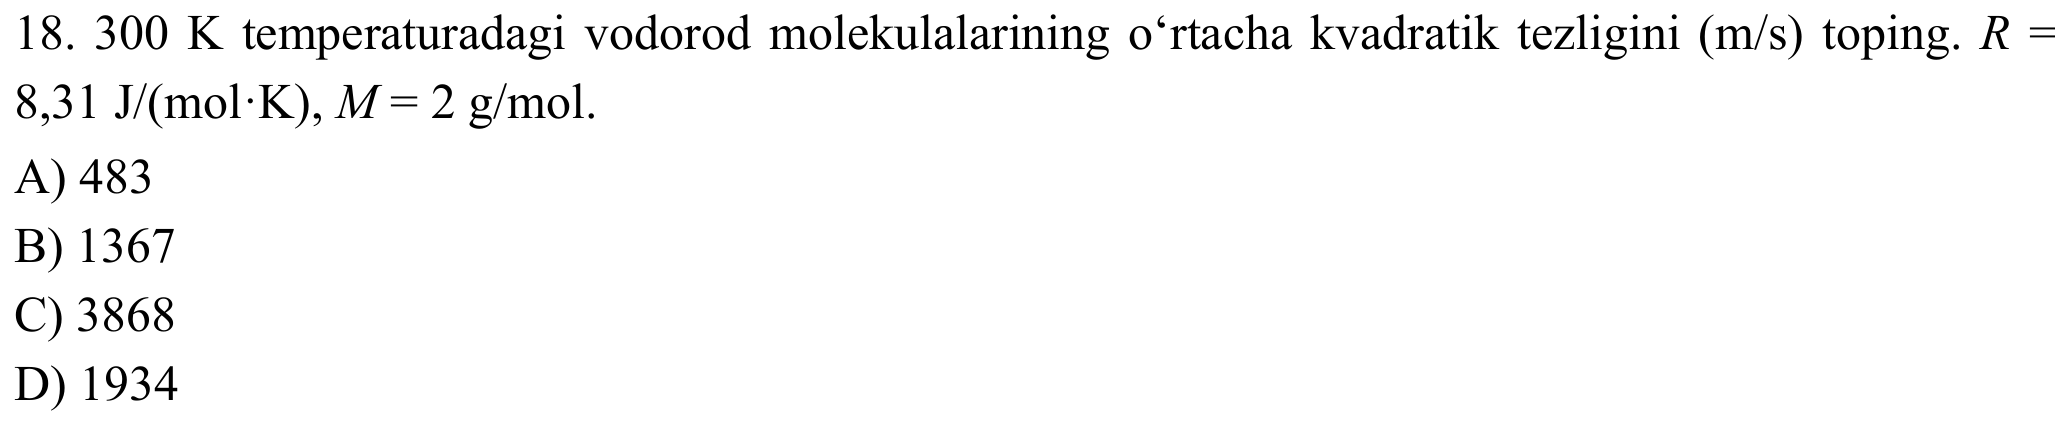 18. 300 K temperaturadagi vodorod molekulalarining o‘rtacha kvadratik tezligini (m/s) toping. R =
8,31 J/(mol·K), M = 2 g/mol.
A) 483
B) 1367
C) 3868
D) 1934